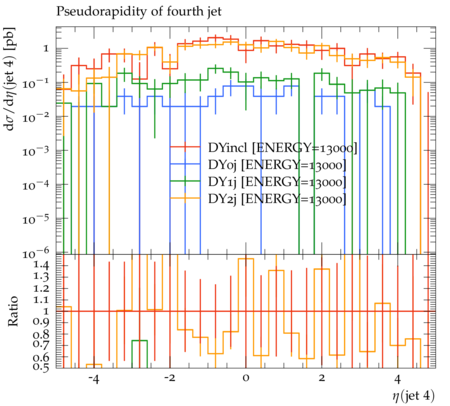 Pseudorapidity of fourth jet
dσ/dη(jet 4) [pb]
1
10⁻¹
10⁻²
10⁻³
10⁻⁴
10⁻⁵
10⁻⁶
DYincl [ENERGY=13000]
DY0j [ENERGY=13000]
DY1j [ENERGY=13000]
DY2j [ENERGY=13000]
Ratio
1.4
1.3
1.2
1.1
1
0.9
0.8
0.7
0.6
0.5
-4 -2 0 2 4
η(jet 4)